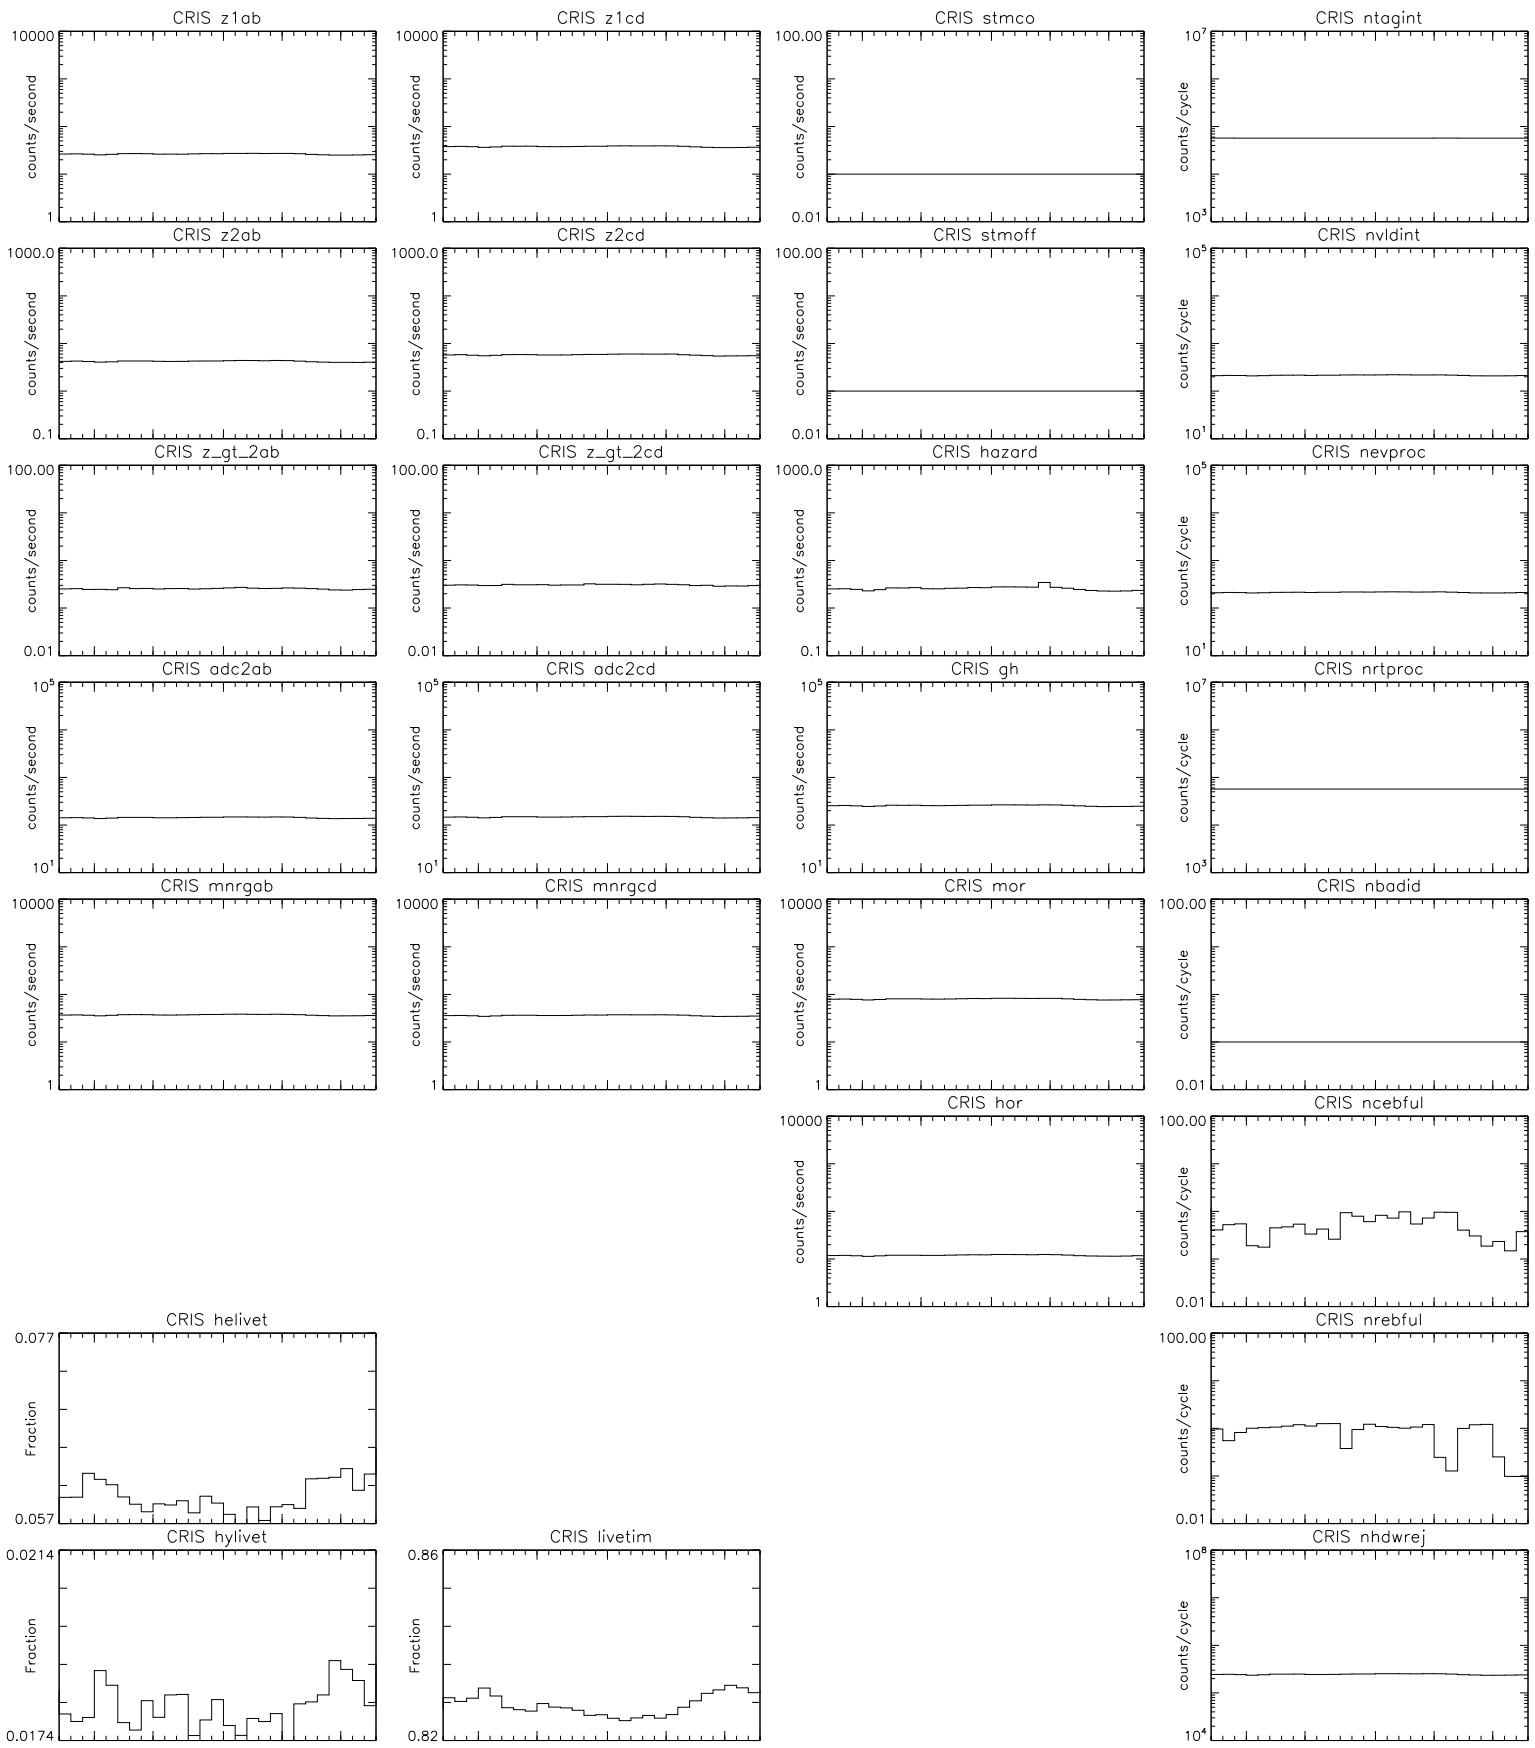 CRIS z1ab
10000
counts/second
1
CRIS z1cd
10000
counts/second
1
CRIS stmco
100.00
counts/second
0.01
CRIS ntagint
10^7
counts/cycle
10^3
CRIS z2ab
1000.0
counts/second
0.1
CRIS z2cd
1000.0
counts/second
0.1
CRIS stmoff
100.00
counts/second
0.01
CRIS nvldint
10^5
counts/cycle
10^1
CRIS z_gt_2ab
100.00
counts/second
0.01
CRIS z_gt_2cd
100.00
counts/second
0.01
CRIS hazard
1000.0
counts/second
0.1
CRIS nevproc
10^5
counts/cycle
10^1
CRIS adc2ab
10^5
counts/second
10^1
CRIS adc2cd
10^5
counts/second
10^1
CRIS gh
10^5
counts/second
10^1
CRIS nrtproc
10^7
counts/cycle
10^3
CRIS mnrgab
10000
counts/second
1
CRIS mnrgcd
10000
counts/second
1
CRIS mor
10000
counts/second
1
CRIS nbadid
100.00
counts/cycle
0.01
CRIS hor
10000
counts/second
1
CRIS ncebful
100.00
counts/cycle
0.01
CRIS helivet
0.077
Fraction
0.057
CRIS nrebful
100.00
counts/cycle
0.01
CRIS hylivet
0.0214
Fraction
0.0174
CRIS livetim
0.86
Fraction
0.82
CRIS nhdwrej
10^8
counts/cycle
10^4